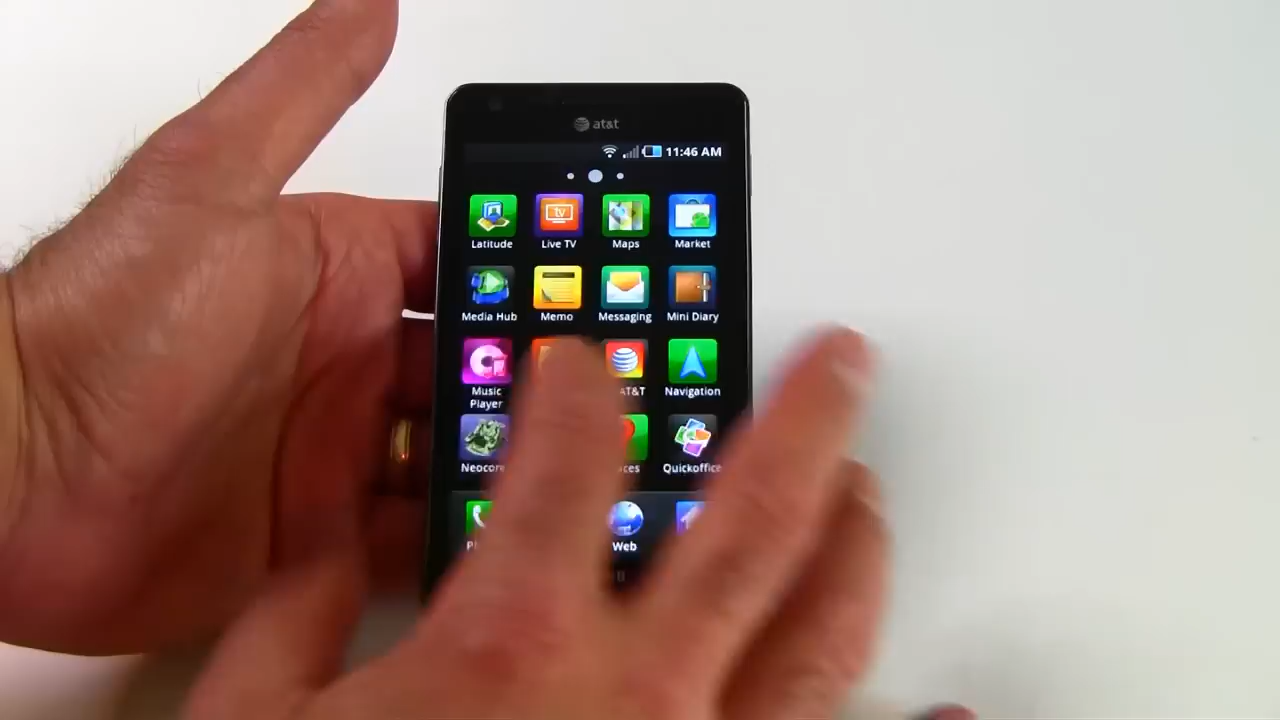 at&t
11:46 AM
Latitude Live TV Maps Market
tv
Media Hub Memo Messaging Mini Diary
AT&T Navigation
Music
Player
Neocore Quickoffice
Web